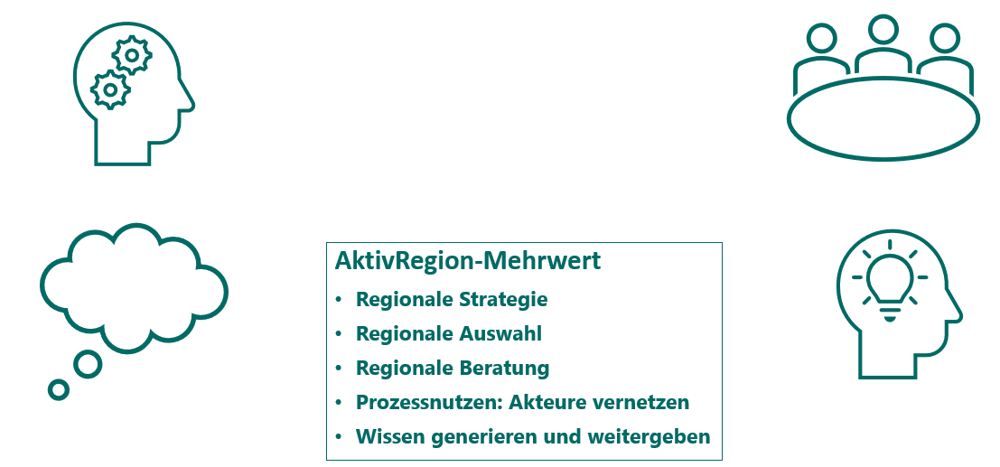 AktivRegion-Mehrwert
• Regionale Strategie
• Regionale Auswahl
• Regionale Beratung
• Prozessnutzen: Akteure vernetzen
• Wissen generieren und weitergeben